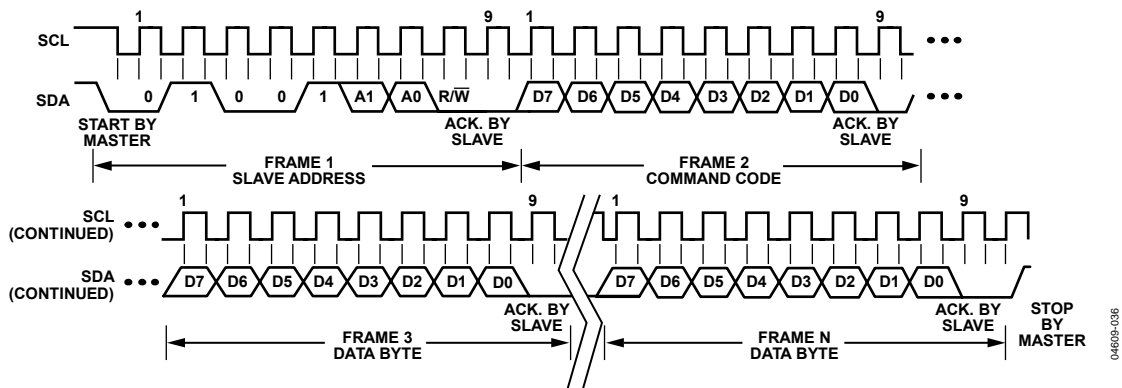 1 9 1 9
SCL
SDA 0 1 0 0 1 A1 A0 R/W̅ D7 D6 D5 D4 D3 D2 D1 D0
START BY MASTER
ACK. BY SLAVE
ACK. BY SLAVE
FRAME 1
SLAVE ADDRESS
FRAME 2
COMMAND CODE
1 9 1 9
SCL
(CONTINUED)
SDA
(CONTINUED)
D7 D6 D5 D4 D3 D2 D1 D0 D7 D6 D5 D4 D3 D2 D1 D0
ACK. BY
SLAVE
ACK. BY
SLAVE
STOP
BY
MASTER
FRAME 3
DATA BYTE
FRAME N
DATA BYTE
04609-036